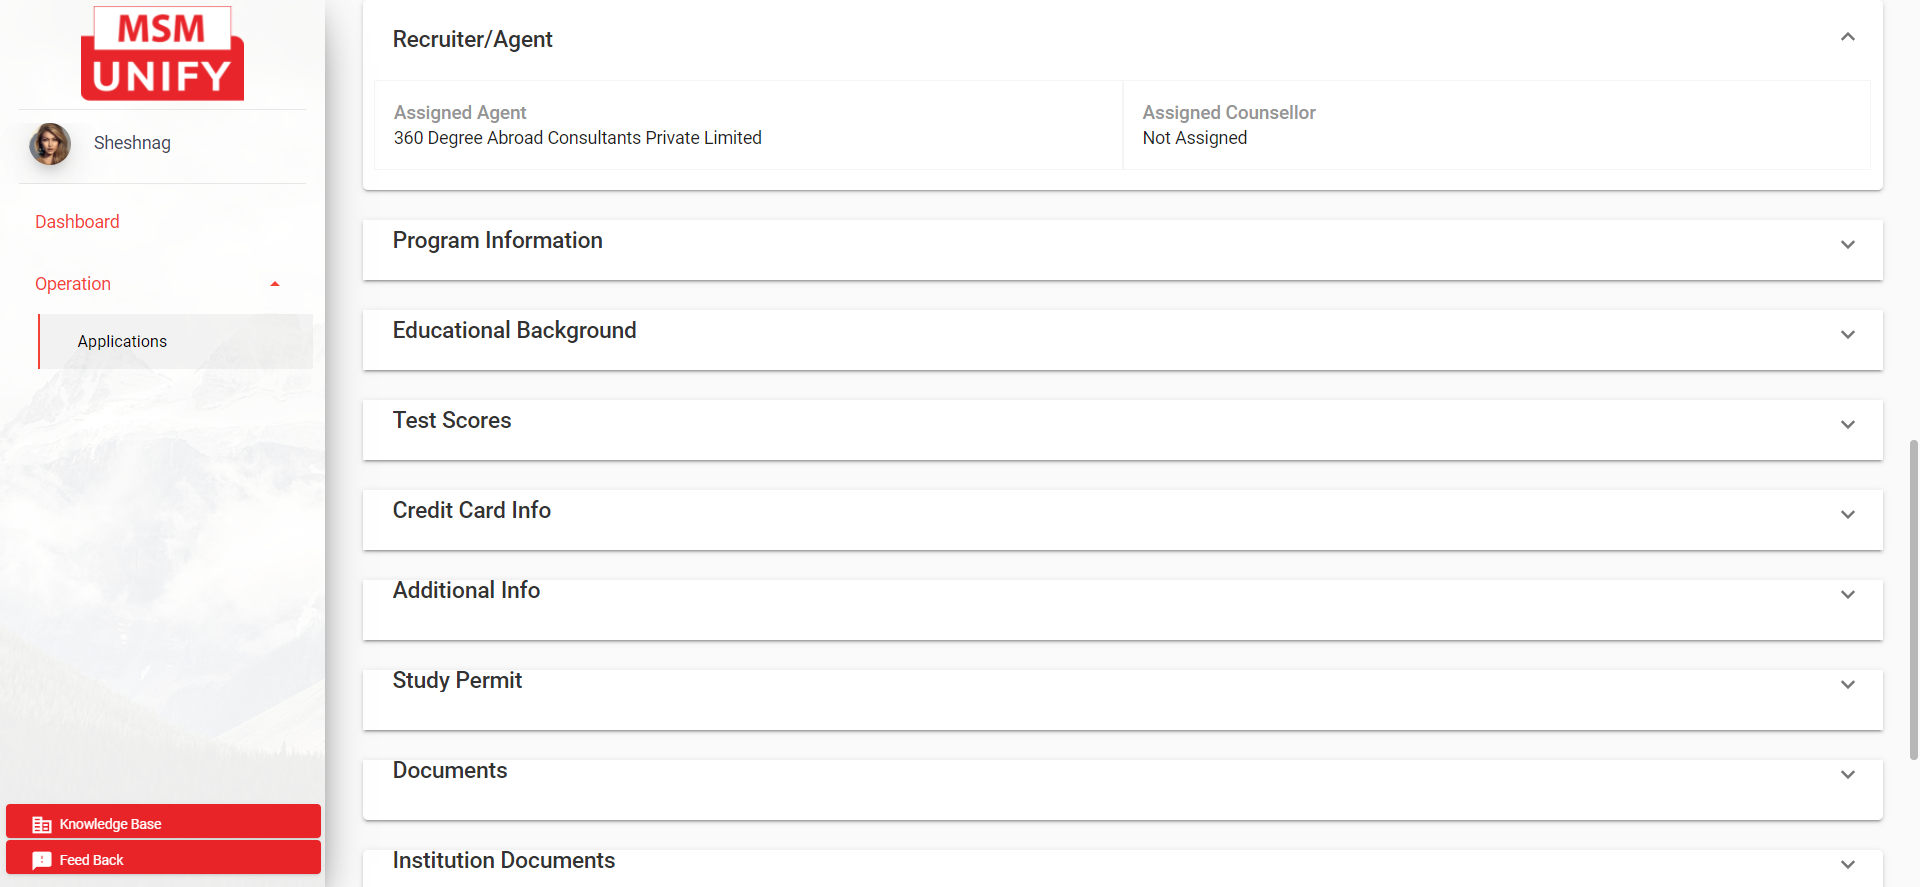 MSM
UNIFY
Sheshnag
Dashboard
Operation
Applications
Knowledge Base
Feed Back
Recruiter/Agent
Assigned Agent
360 Degree Abroad Consultants Private Limited
Assigned Counsellor
Not Assigned
Program Information
Educational Background
Test Scores
Credit Card Info
Additional Info
Study Permit
Documents
Institution Documents